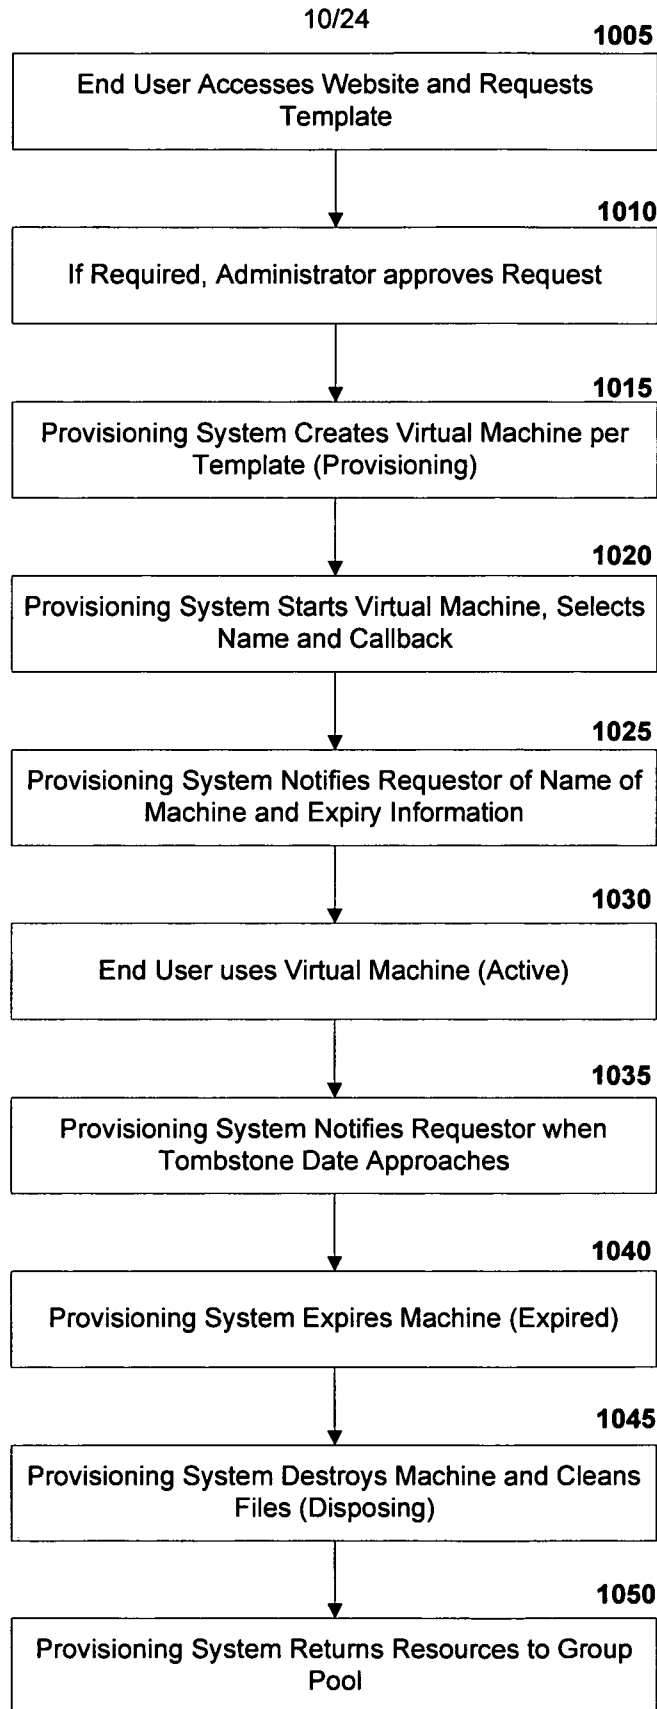 10/24
1005
End User Accesses Website and Requests
Template
1010
If Required, Administrator approves Request
1015
Provisioning System Creates Virtual Machine per
Template (Provisioning)
1020
Provisioning System Starts Virtual Machine, Selects
Name and Callback
1025
Provisioning System Notifies Requestor of Name of
Machine and Expiry Information
1030
End User uses Virtual Machine (Active)
1035
Provisioning System Notifies Requestor when
Tombstone Date Approaches
1040
Provisioning System Expires Machine (Expired)
1045
Provisioning System Destroys Machine and Cleans
Files (Disposing)
1050
Provisioning System Returns Resources to Group
Pool